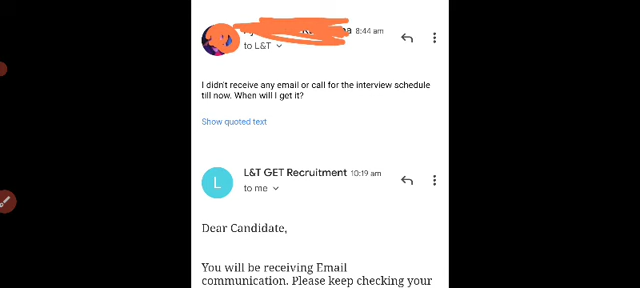 8:44 am
to L&T
I didn't receive any email or call for the interview schedule
till now. When will I get it?
Show quoted text
L
L&T GET Recruitment 10:19 am
to me
Dear Candidate,
You will be receiving Email
communication. Please keep checking your